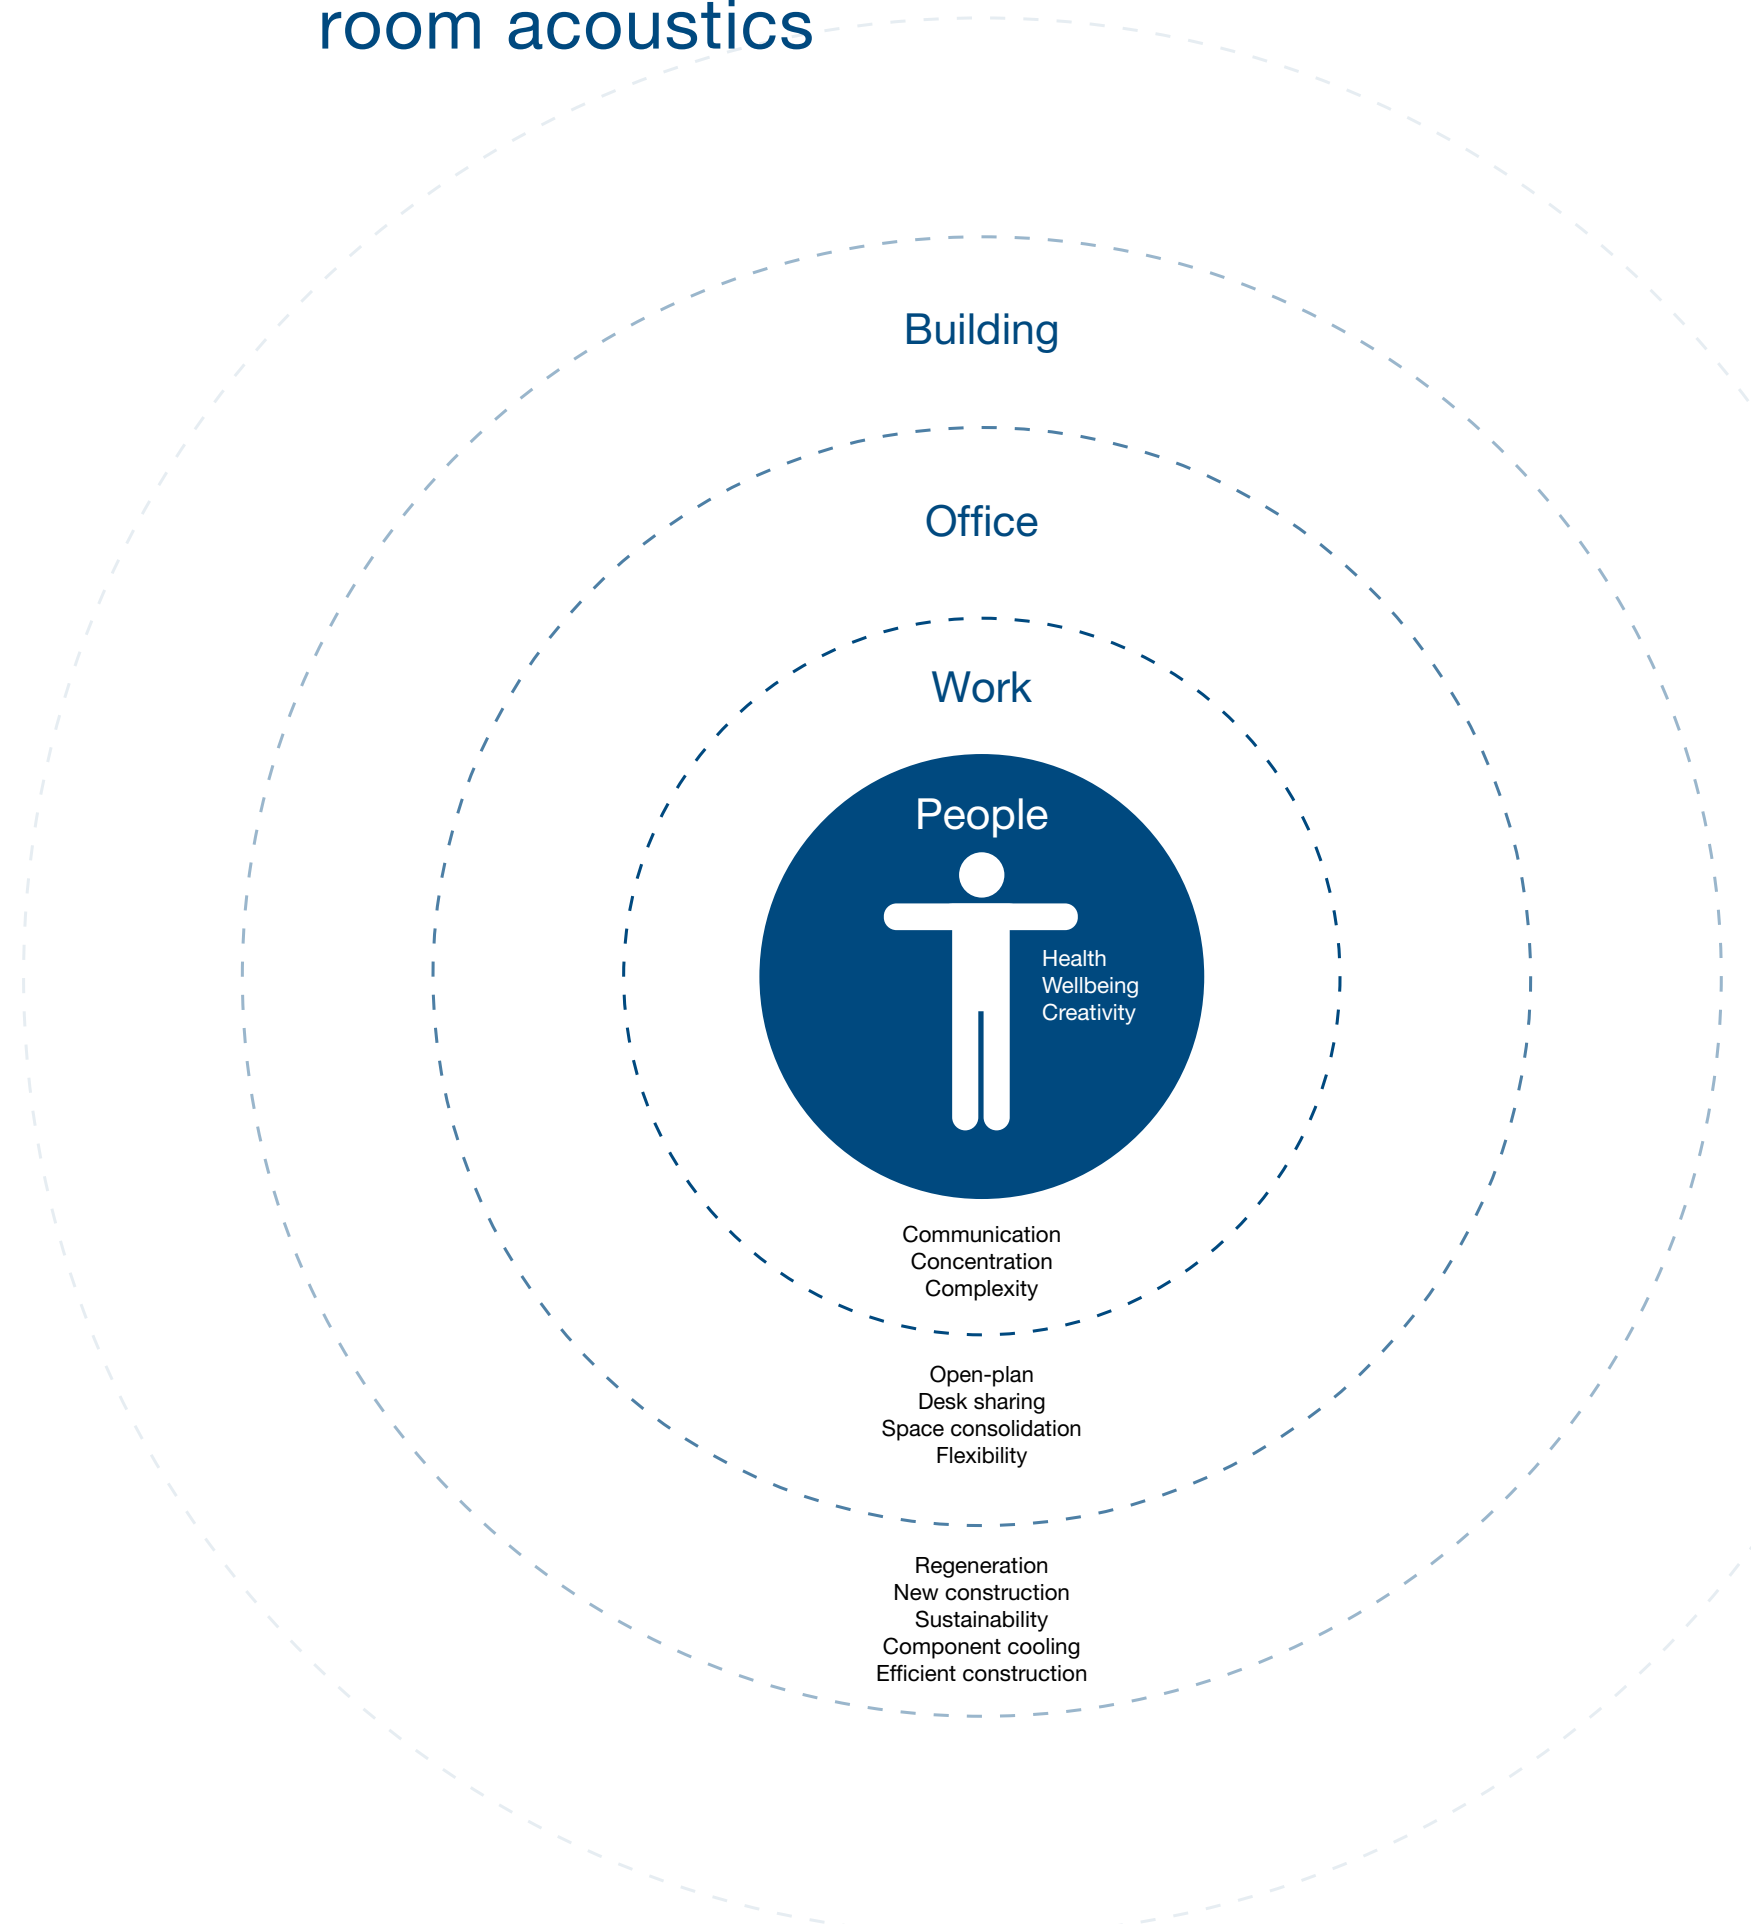 room acoustics
Building
Office
Work
People
Health
Wellbeing
Creativity
Communication
Concentration
Complexity
Open-plan
Desk sharing
Space consolidation
Flexibility
Regeneration
New construction
Sustainability
Component cooling
Efficient construction